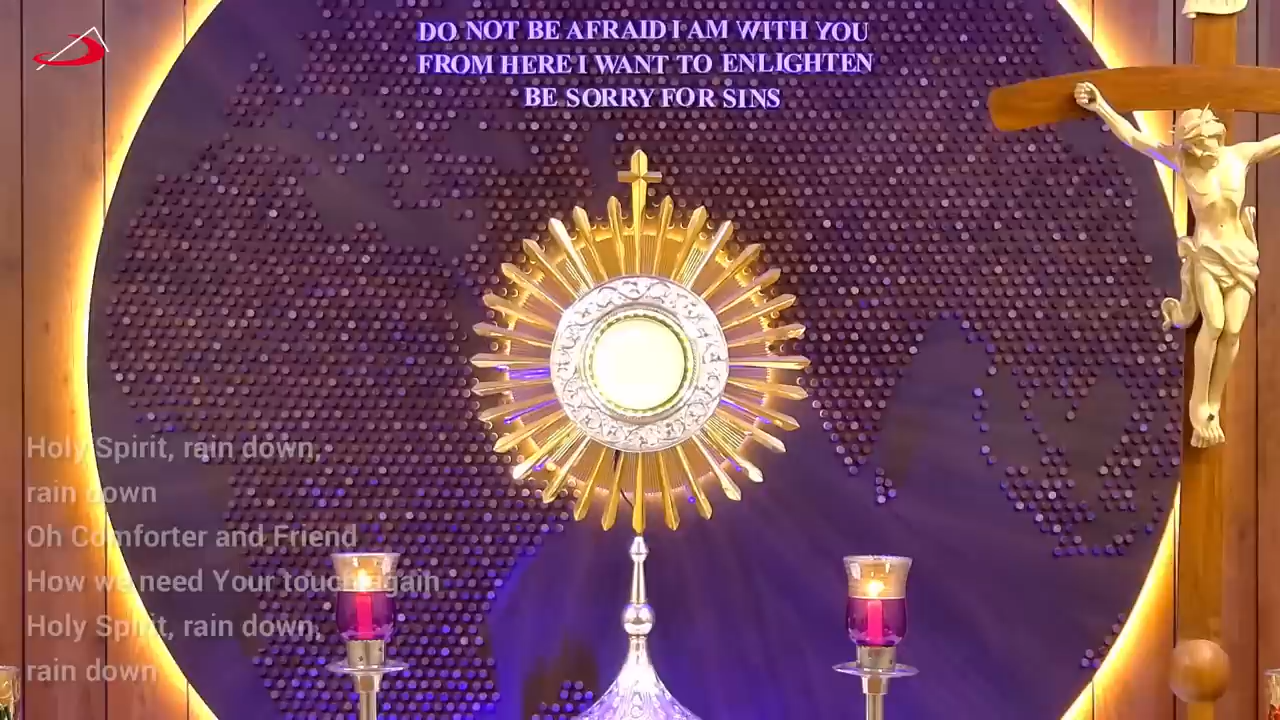 DO NOT BE AFRAID I AM WITH YOU
FROM HERE I WANT TO ENLIGHTEN
BE SORRY FOR SINS
Holy Spirit, rain down,
rain down
Oh Comforter and Friend
How we need Your touch again
Holy Spirit, rain down,
rain down